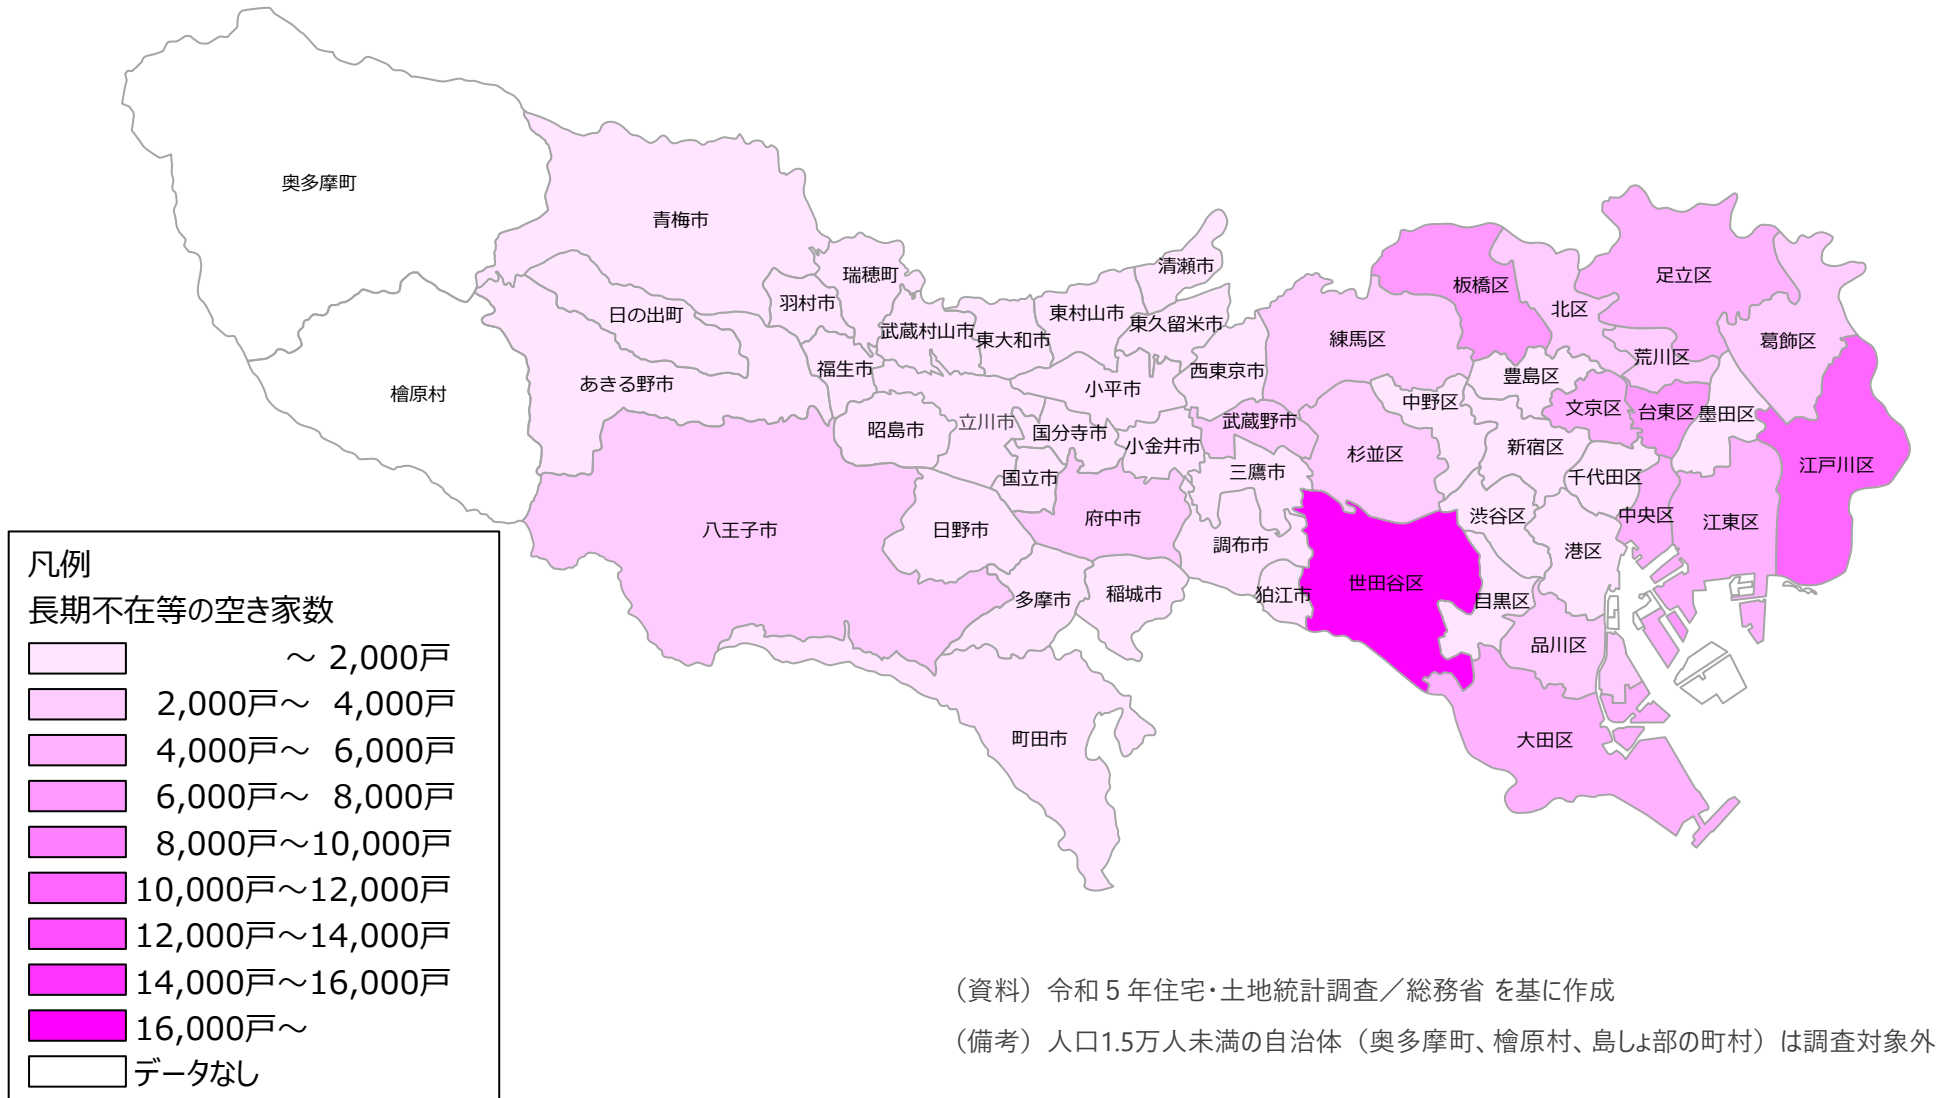 奥多摩町
青梅市
瑞穂町
清瀬市
羽村市
日の出町
東村山市
東久留米市
武蔵村山市
東大和市
檜原村
あきる野市
福生市
小平市
西東京市
昭島市
立川市
国分寺市
小金井市
武蔵野市
国立市
三鷹市
八王子市
日野市
府中市
調布市
多摩市
稲城市
狛江市
町田市
板橋区
足立区
北区
練馬区
葛飾区
荒川区
豊島区
中野区
文京区
台東区
墨田区
杉並区
新宿区
千代田区
江戸川区
渋谷区
中央区
江東区
港区
世田谷区
目黒区
品川区
大田区
凡例
長期不在等の空き家数
～ 2,000戸
2,000戸～ 4,000戸
4,000戸～ 6,000戸
6,000戸～ 8,000戸
8,000戸～10,000戸
10,000戸～12,000戸
12,000戸～14,000戸
14,000戸～16,000戸
16,000戸～
データなし
（資料）令和５年住宅・土地統計調査／総務省 を基に作成
（備考）人口1.5万人未満の自治体（奥多摩町、檜原村、島しょ部の町村）は調査対象外